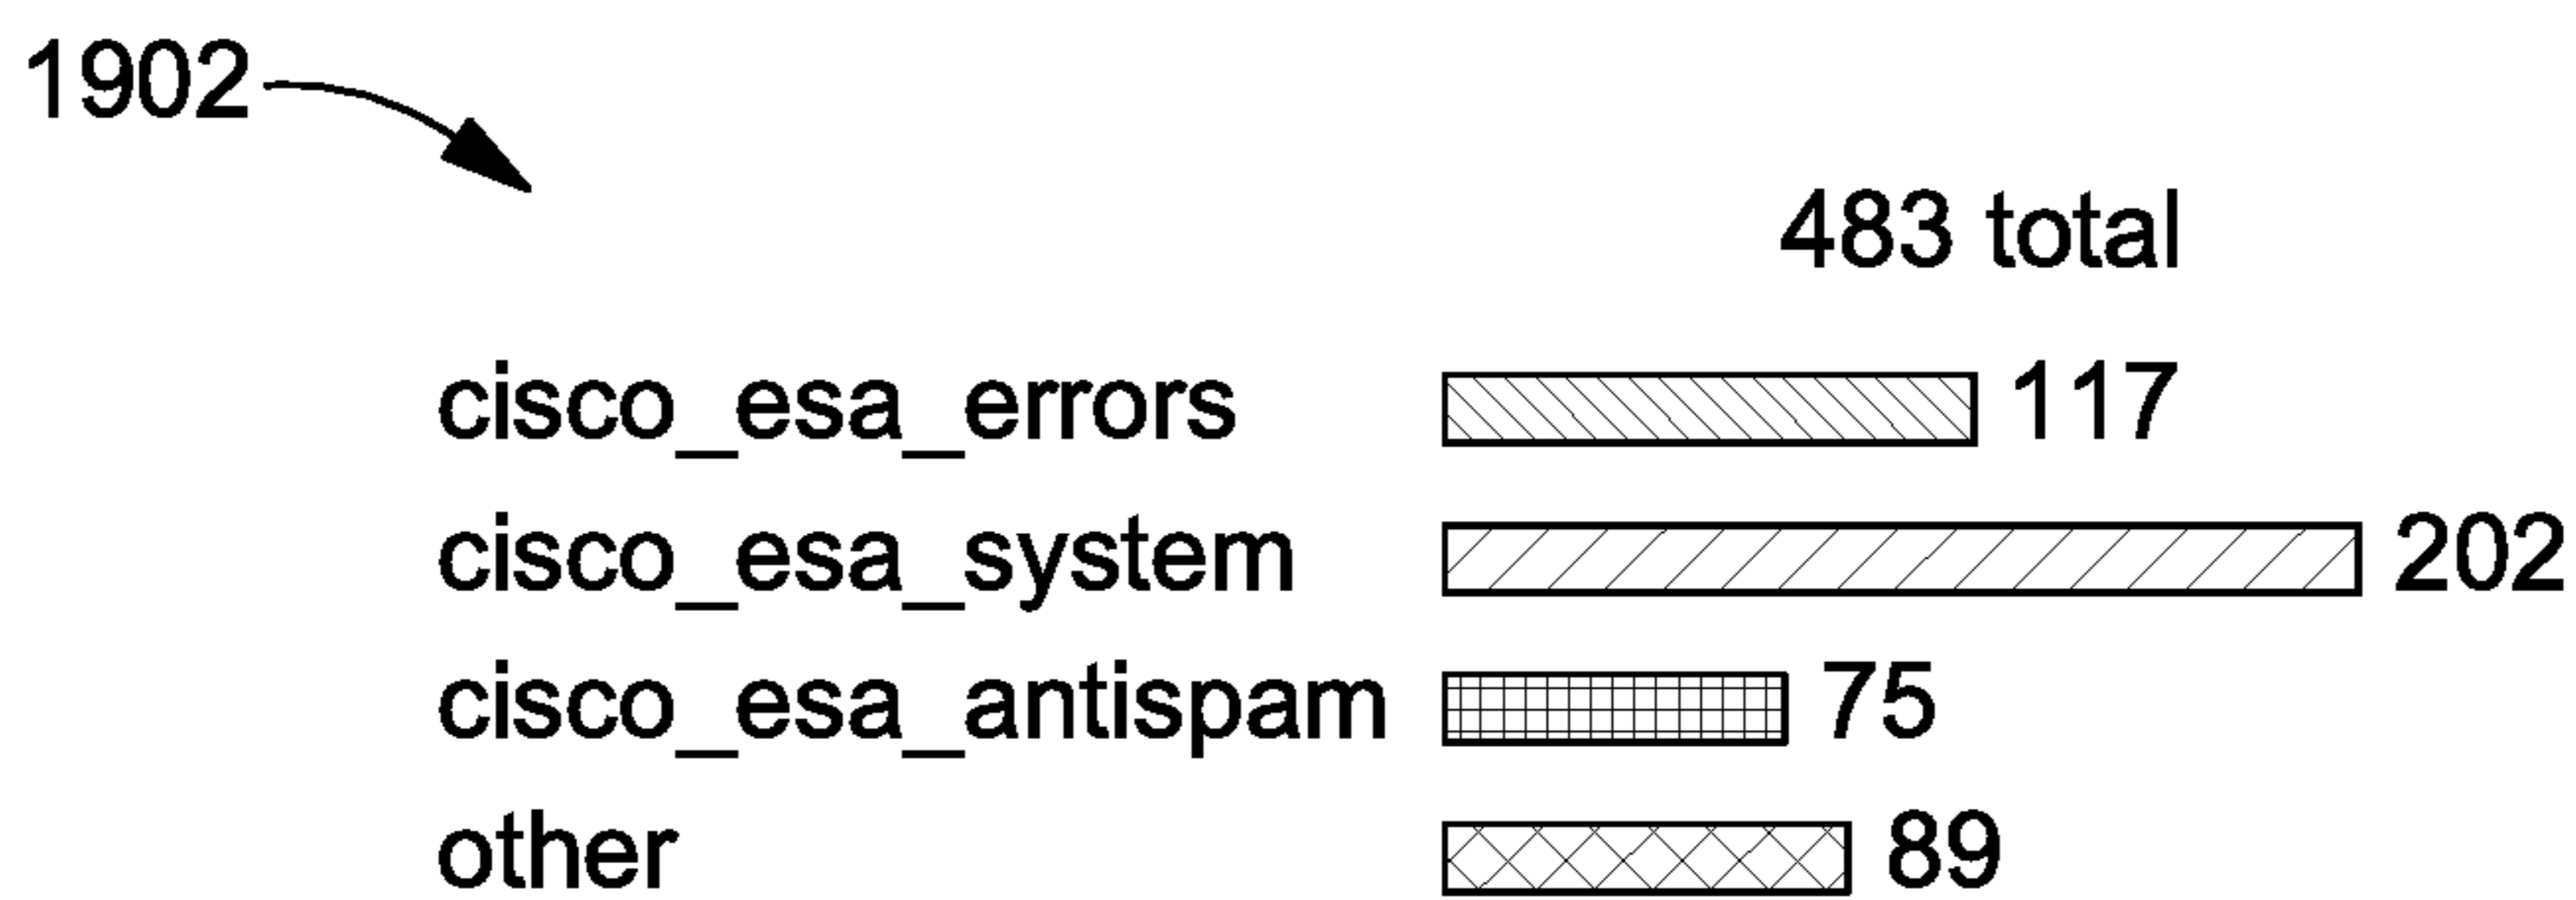 1902
483 total
cisco_esa_errors 117
cisco_esa_system 202
cisco_esa_antispam 75
other 89